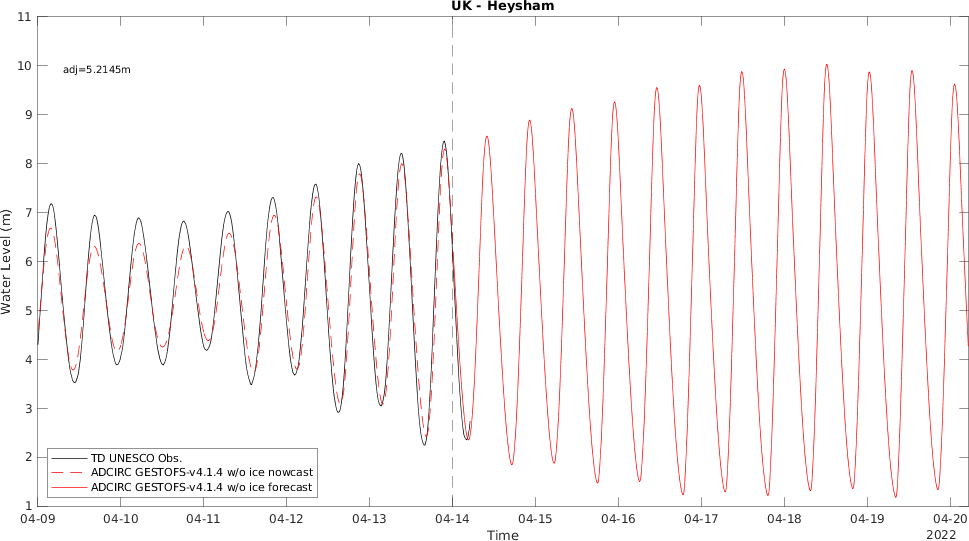 UK - Heysham
11
10
9
8
7
6
5
4
3
2
1
Water Level (m)
adj=5.2145m
TD UNESCO Obs.
ADCIRC GESTOFS-v4.1.4 w/o ice nowcast
ADCIRC GESTOFS-v4.1.4 w/o ice forecast
04-09 04-10 04-11 04-12 04-13 04-14 04-15 04-16 04-17 04-18 04-19 04-20
Time
2022